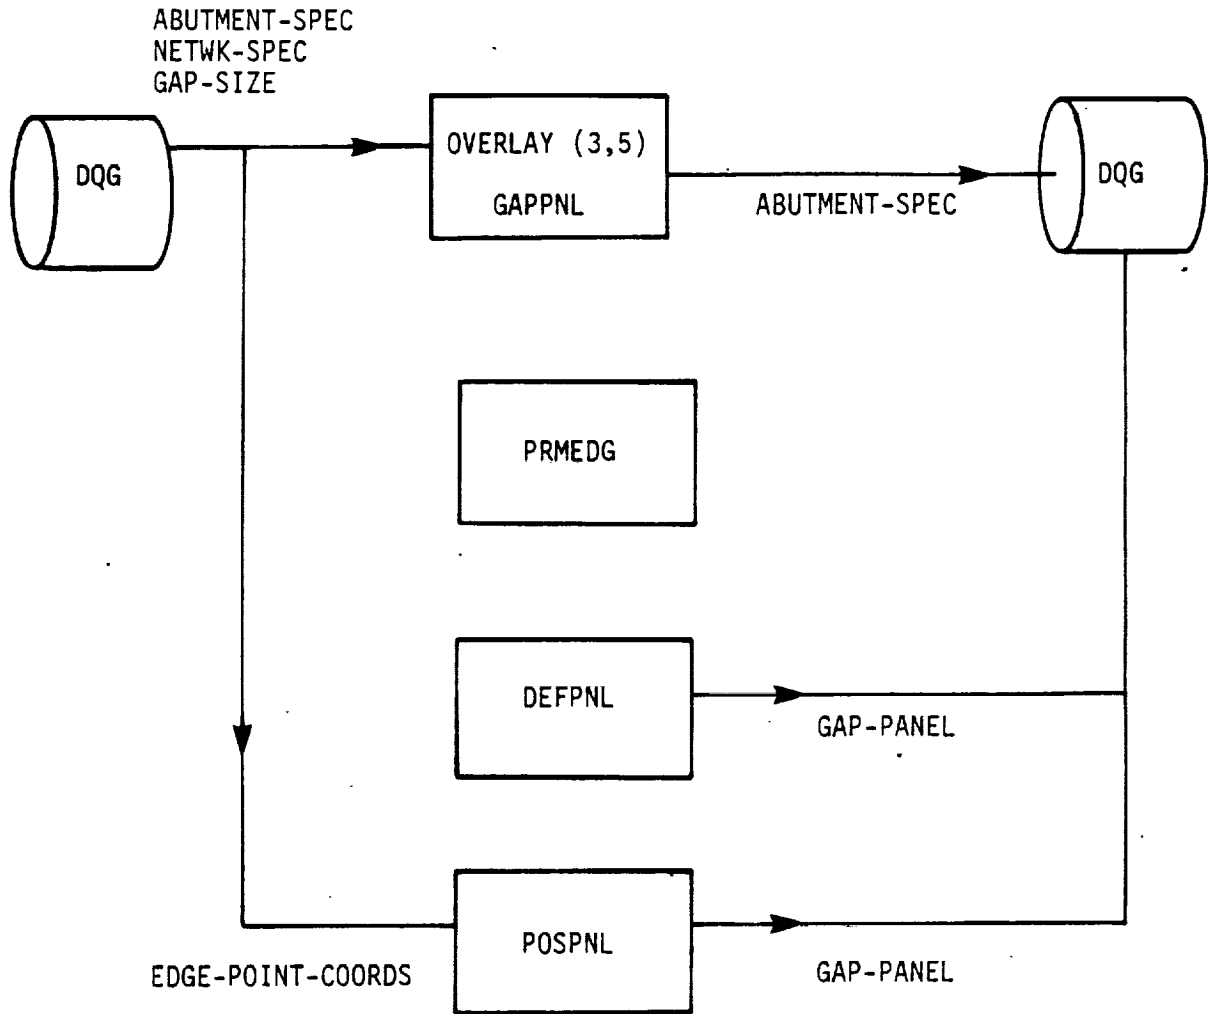 ABUTMENT-SPEC
NETWK-SPEC
GAP-SIZE
DQG
OVERLAY (3,5)
GAPPNL
ABUTMENT-SPEC
DQG
PRMEDG
DEFPNL
GAP-PANEL
POSPNL
EDGE-POINT-COORDS
GAP-PANEL